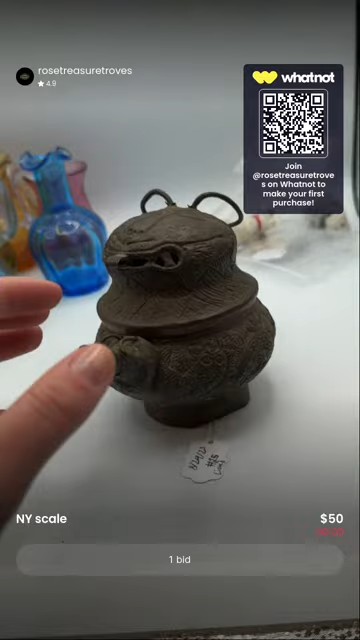 rosetreasuretroves
★ 4.9
whatnot
Join
@rosetreasuretrove
s on Whatnot to
make your first
purchase!
NY scale
$50
1 bid